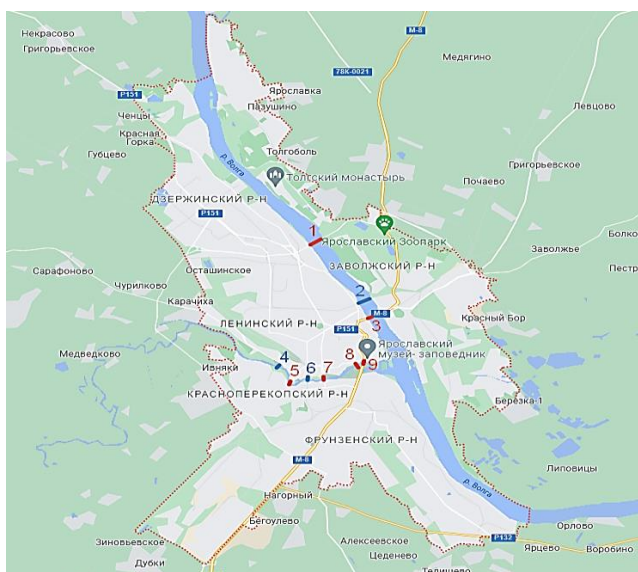 Некрасово
Григорьевское
М-8
Медягино
78К-0021
Р151
Ярославка
Пазушино
Левцово
Ченцы
Красная
Горка
Губцево
Толгоболь
р. Волга
Толгский монастырь
Григорьевское
Почаево
ДЗЕРЖИНСКИЙ Р-Н
Р151
1
Ярославский Зоопарк
Болко
Заволжье
ЗАВОЛЖСКИЙ Р-Н
Пестр
Сарафоново
Осташинское
Чурилково
Карачиха
2
М-8
3
Красный Бор
ЛЕНИНСКИЙ Р-Н
Р151
Ярославский
музей- заповедник
Медведково
Ивняки
4
5
6
7
8
9
КРАСНОПЕРЕКОПСКИЙ Р-Н
Березка-1
ФРУНЗЕНСКИЙ Р-Н
М-8
Липовицы
р. Волга
Нагорный
Бегоулево
Орлово
Зиновьевское
Дубки
Алексеевское
Цеденево
Р132
Ярцево
Воробино
Телищево